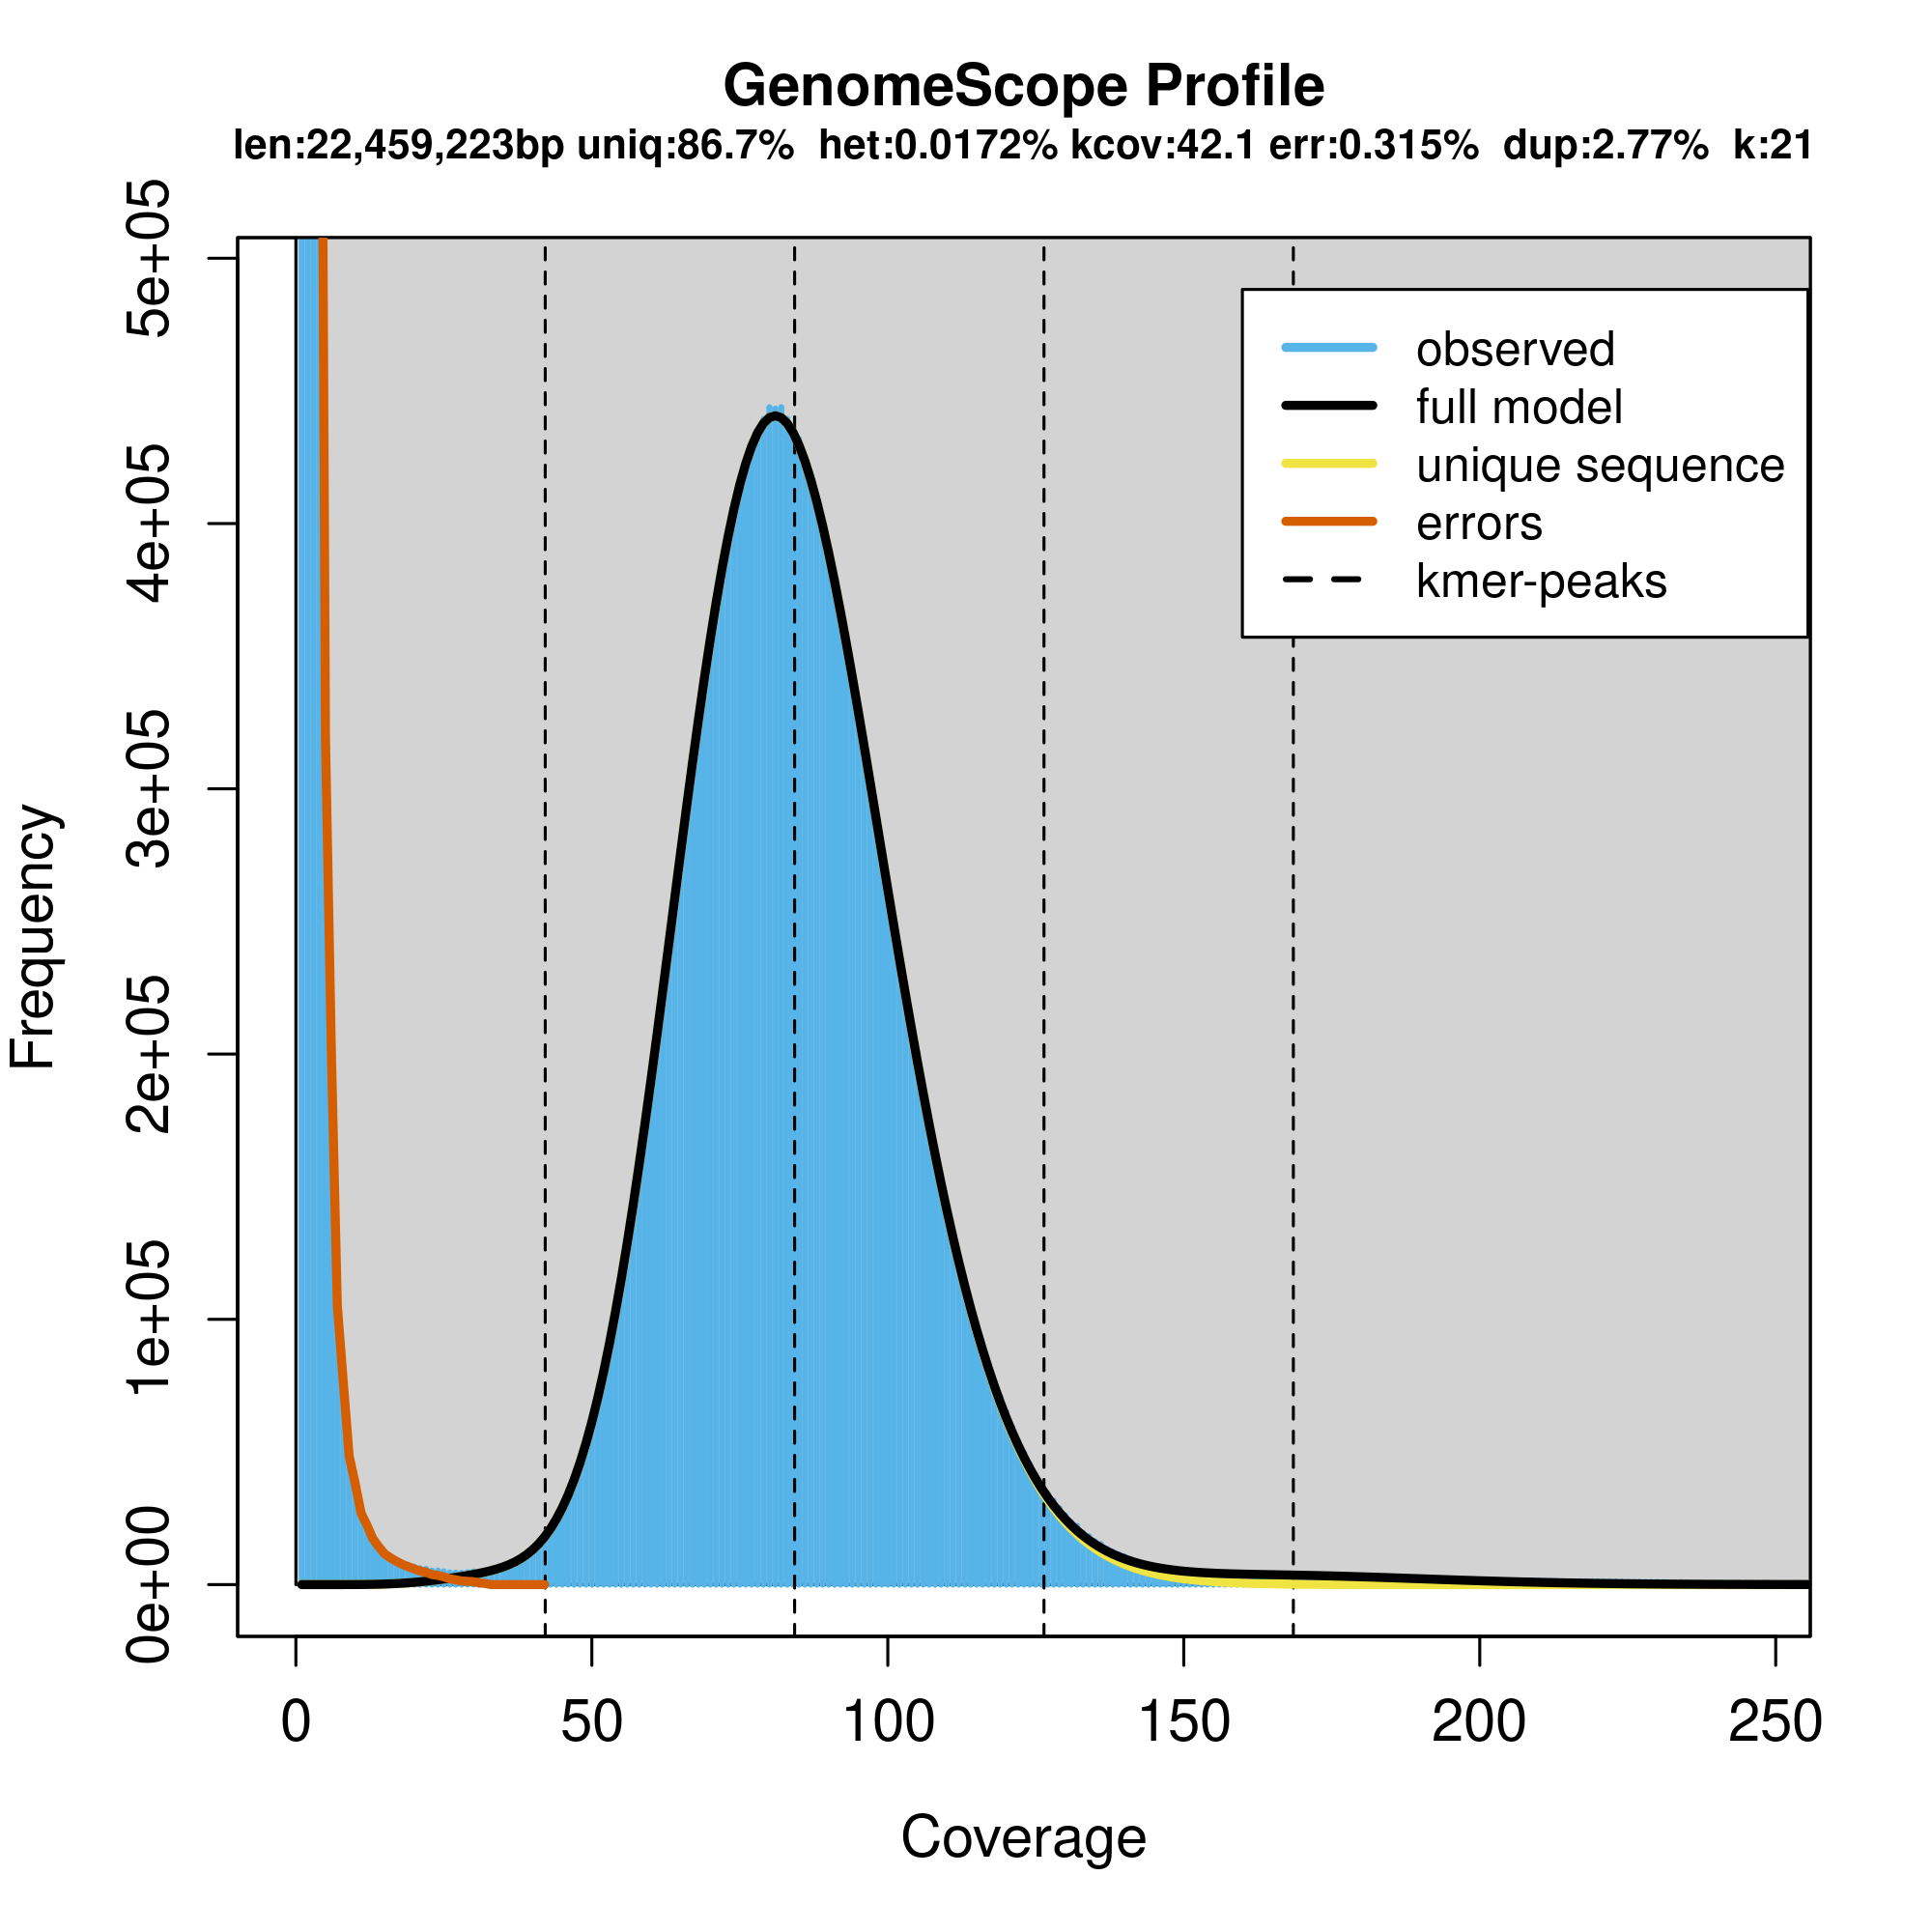 GenomeScope Profile
len:22,459,223bp uniq:86.7% het:0.0172% kcov:42.1 err:0.315% dup:2.77% k:21
5e+05
4e+05
3e+05
2e+05
1e+05
0e+00
Frequency
observed
full model
unique sequence
errors
kmer-peaks
0 50 100 150 200 250
Coverage